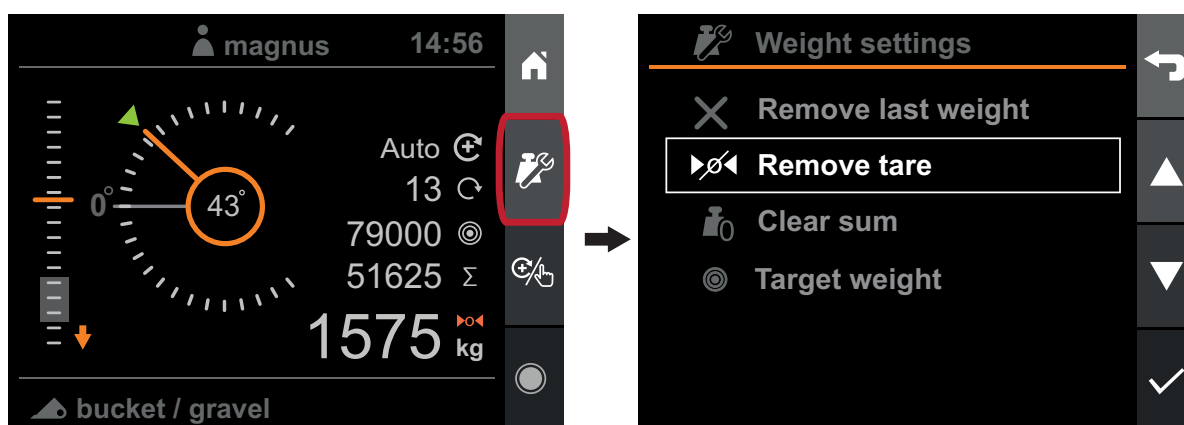 magnus 14:56
Auto
13
0° 43°
79000
51625 Σ
1575 kg
bucket / gravel
Weight settings
Remove last weight
Remove tare
Clear sum
0
Target weight